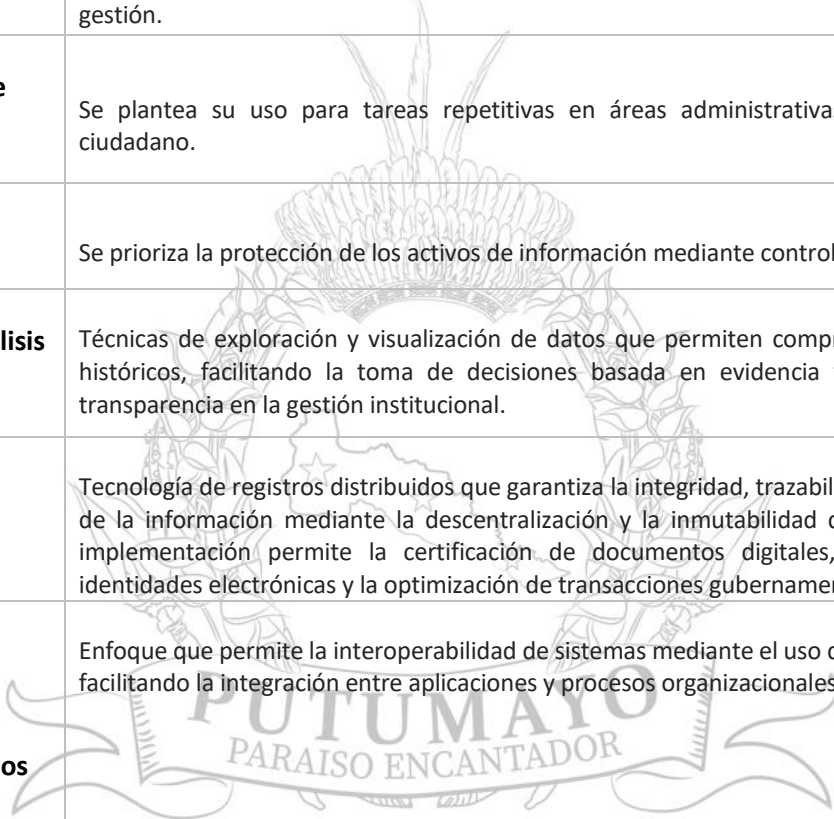 gestión.
e
Se plantea su uso para tareas repetitivas en áreas administrativas
ciudadano.
Se prioriza la protección de los activos de información mediante control
lisis
Técnicas de exploración y visualización de datos que permiten compr
históricos, facilitando la toma de decisiones basada en evidencia
transparencia en la gestión institucional.
Tecnología de registros distribuidos que garantiza la integridad, trazabil
de la información mediante la descentralización y la inmutabilidad d
implementación permite la certificación de documentos digitales,
identidades electrónicas y la optimización de transacciones gubernamen
Enfoque que permite la interoperabilidad de sistemas mediante el uso d
facilitando la integración entre aplicaciones y procesos organizacionales
os
PUTUMAYO
PARAISO ENCANTADOR